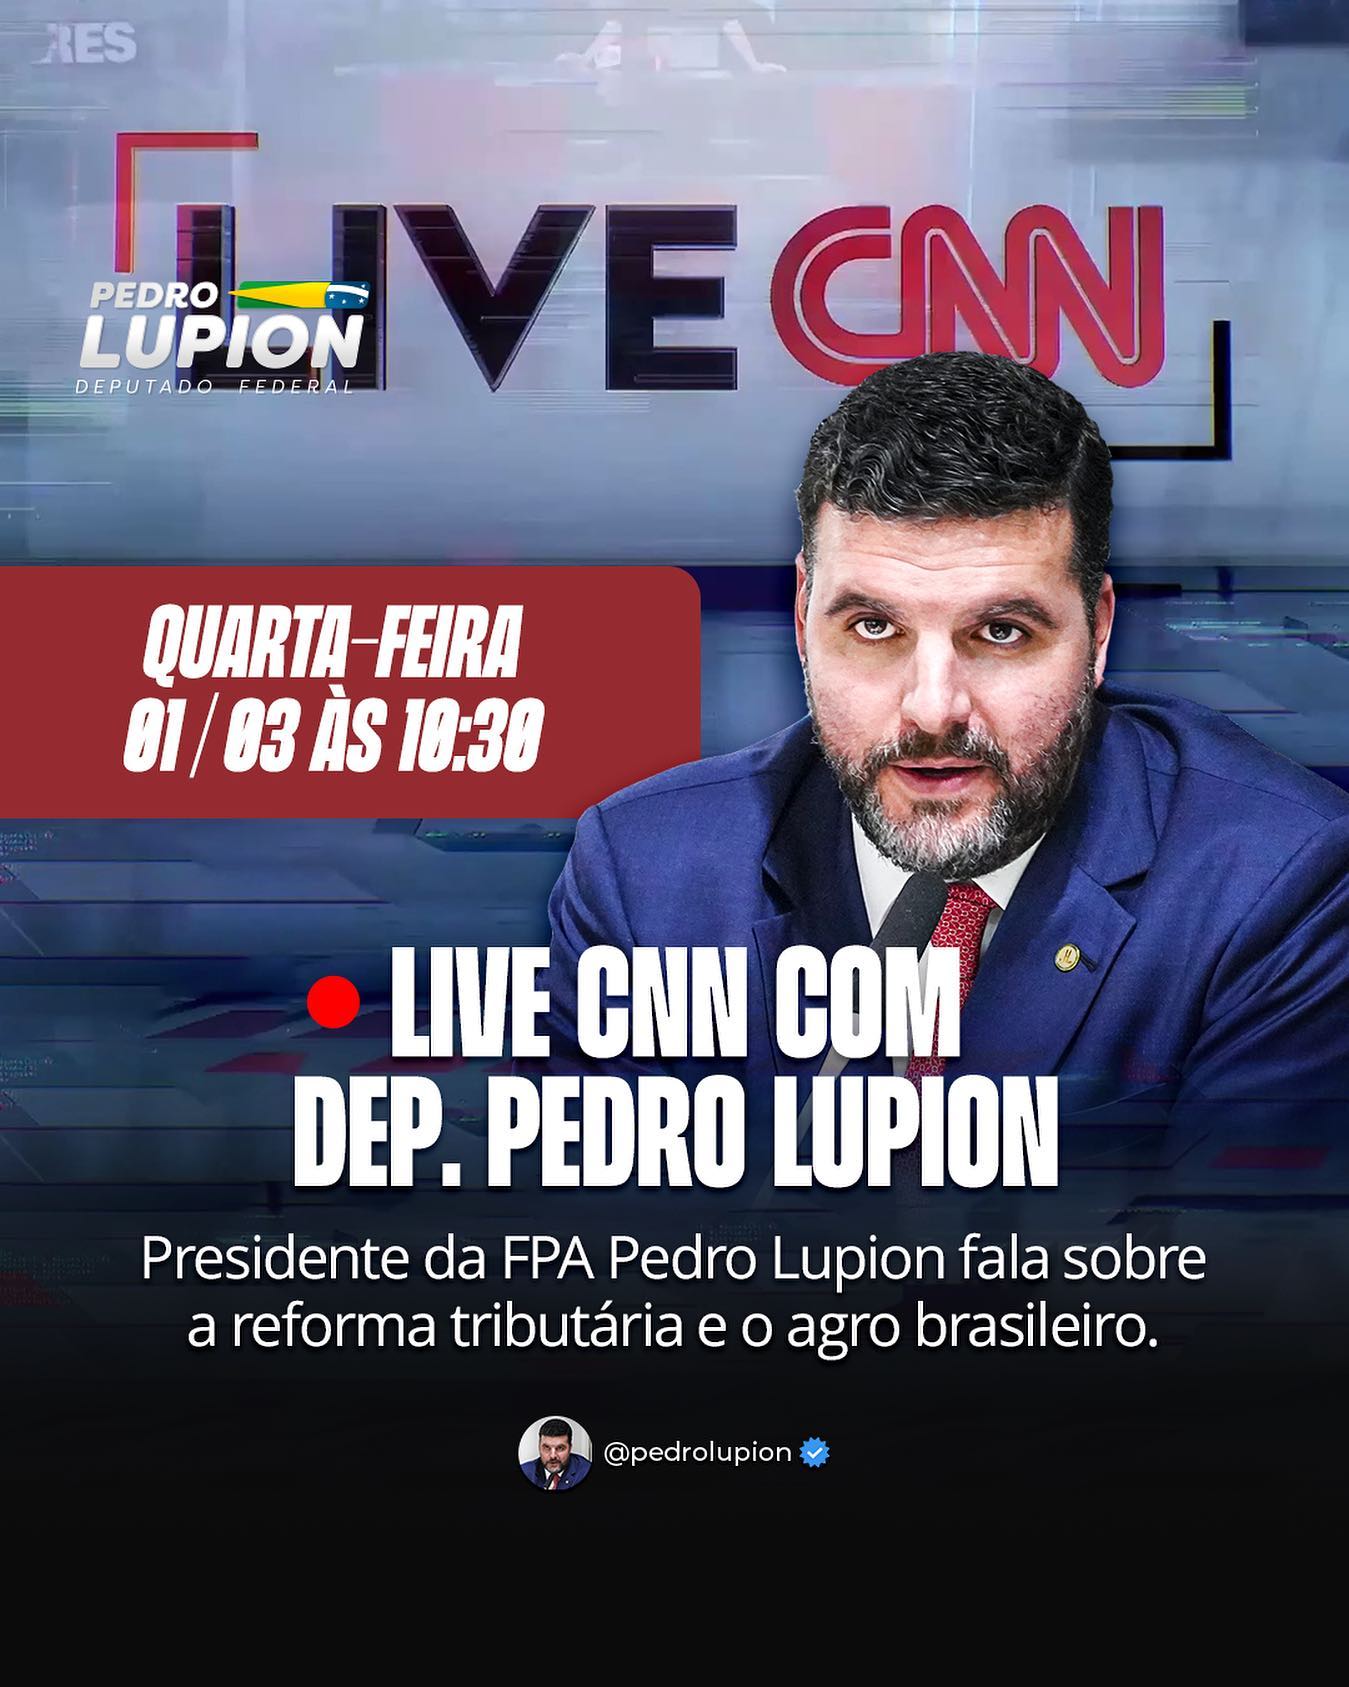 RES
LIVE CNN
PEDRO
LUPION
DEPUTADO FEDERAL
QUARTA-FEIRA
01/03 ÀS 10:30
LIVE CNN COM
DEP. PEDRO LUPION
Presidente da FPA Pedro Lupion fala sobre
a reforma tributária e o agro brasileiro.
@pedrolupion